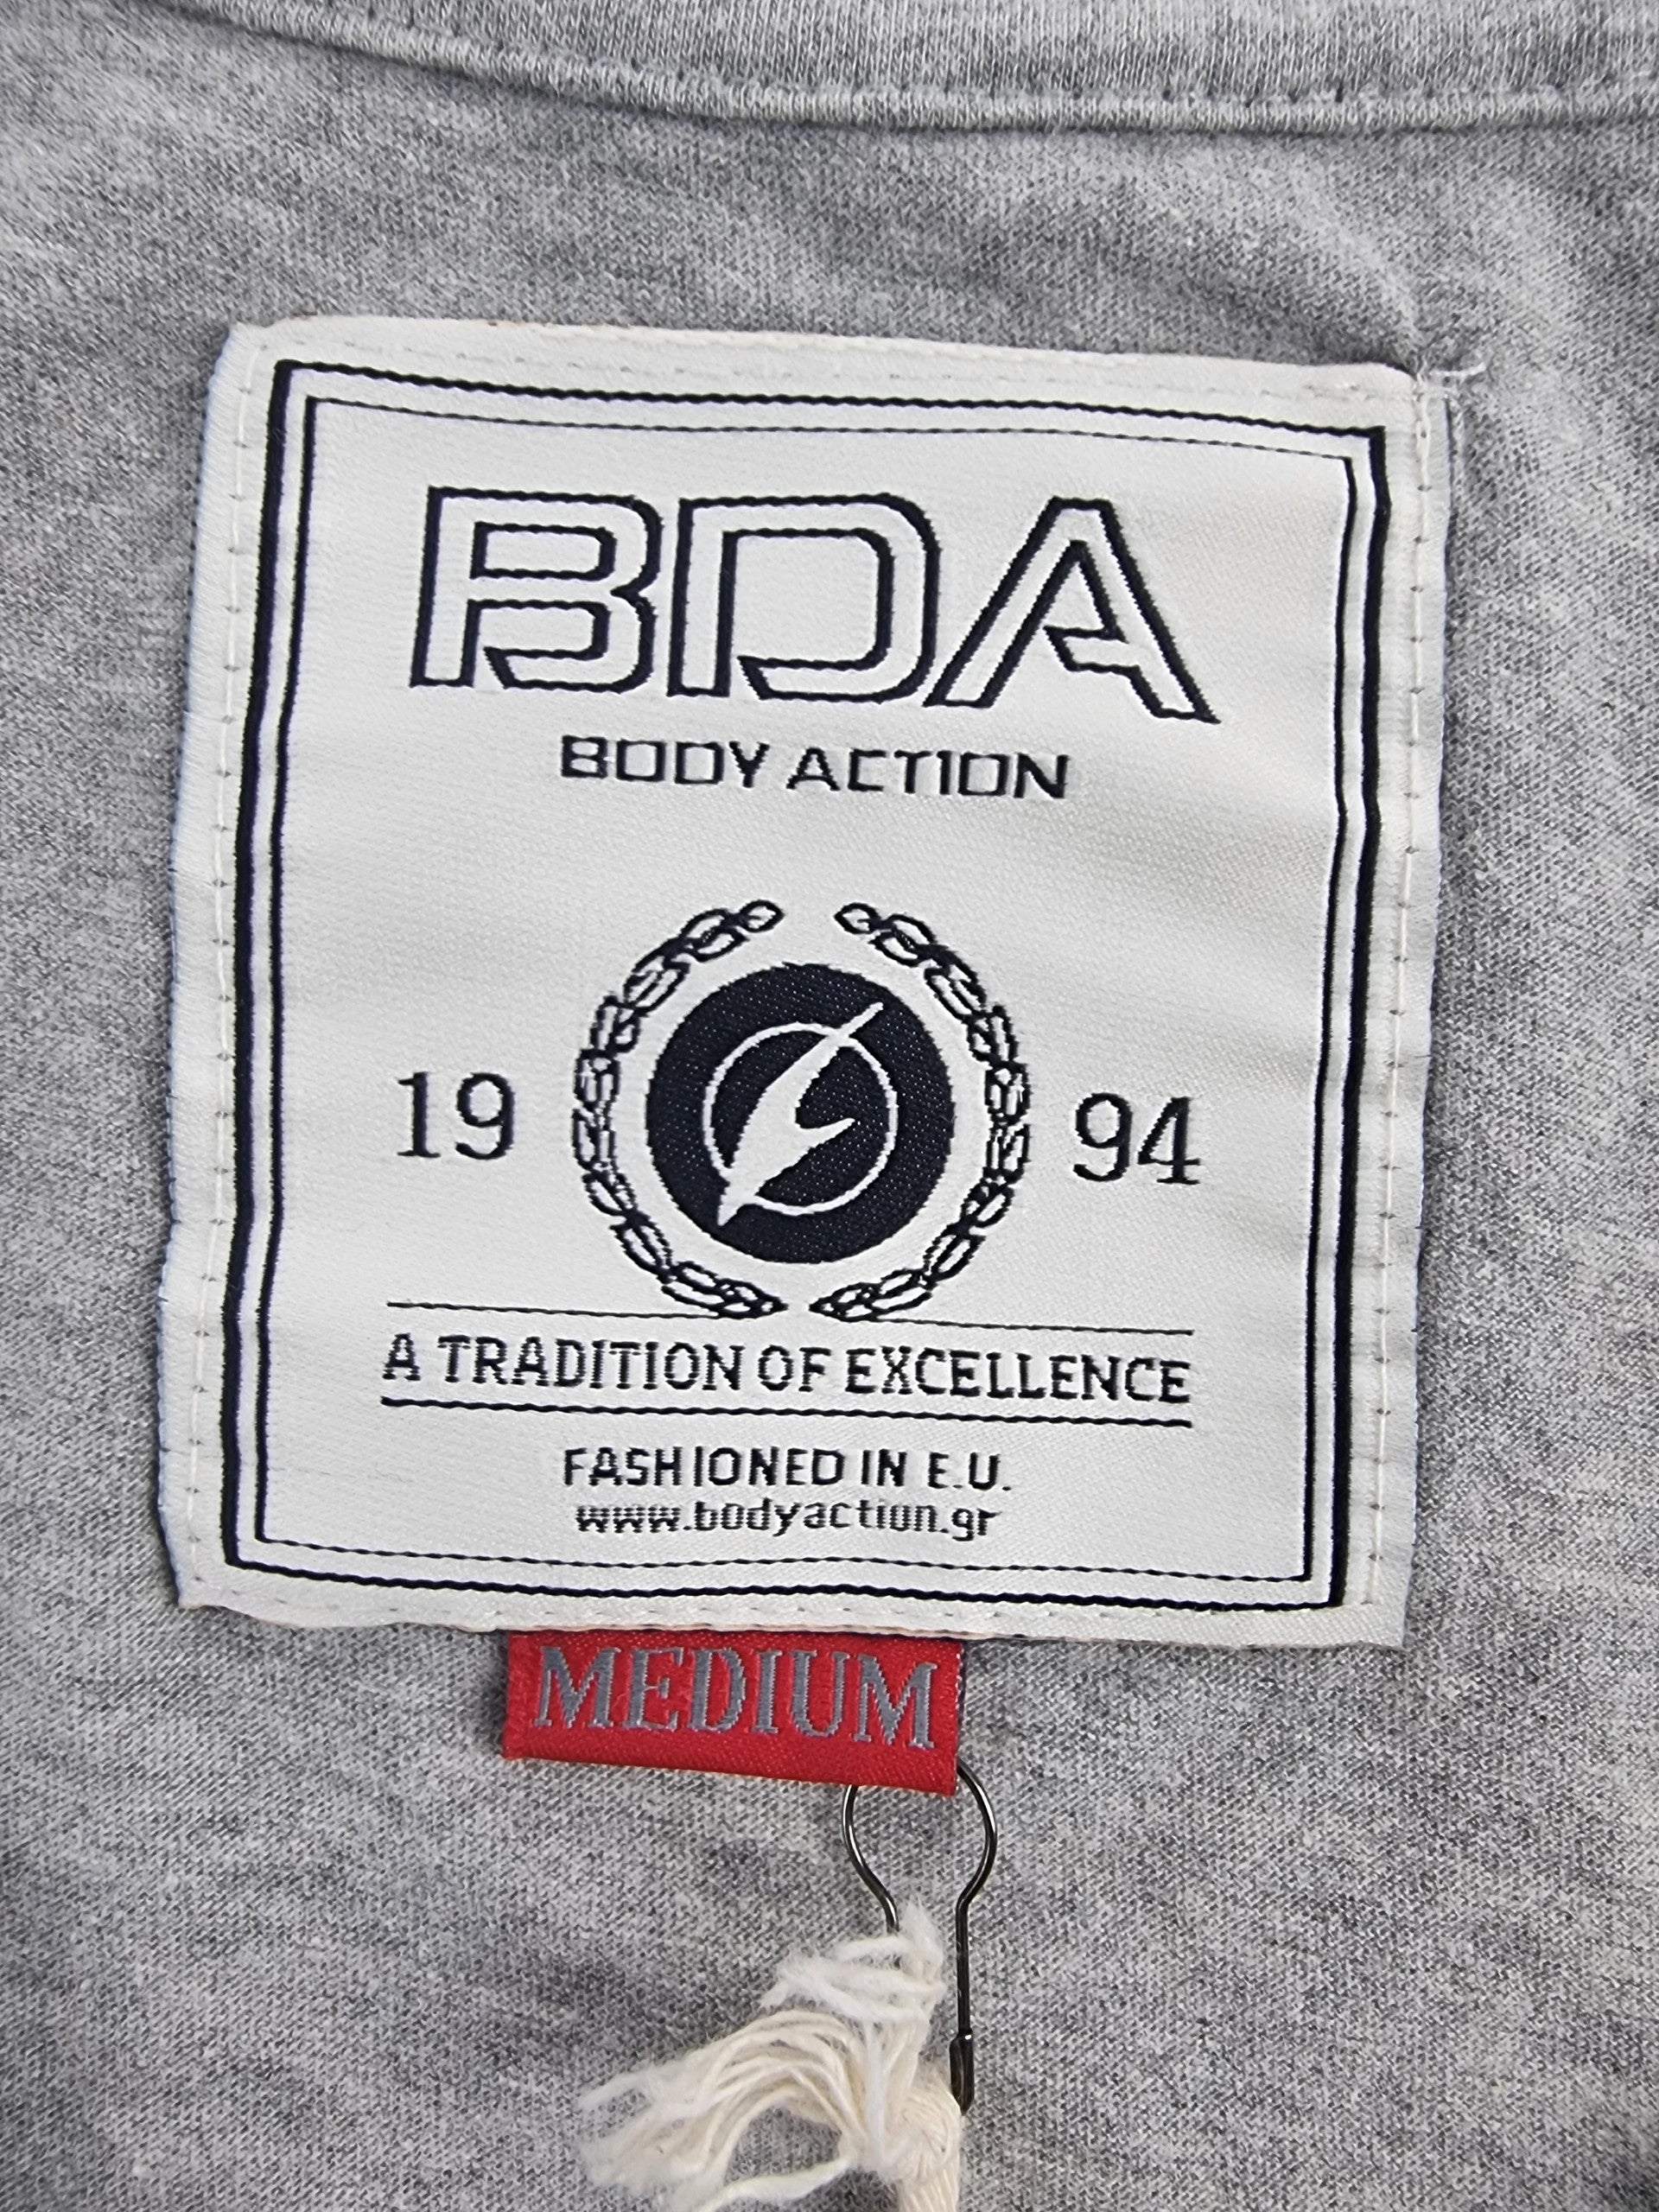 BDA
BODY ACTION
19 94
A TRADITION OF EXCELLENCE
FASHIONED IN E.U.
www.bodyaction.gr
MEDIUM